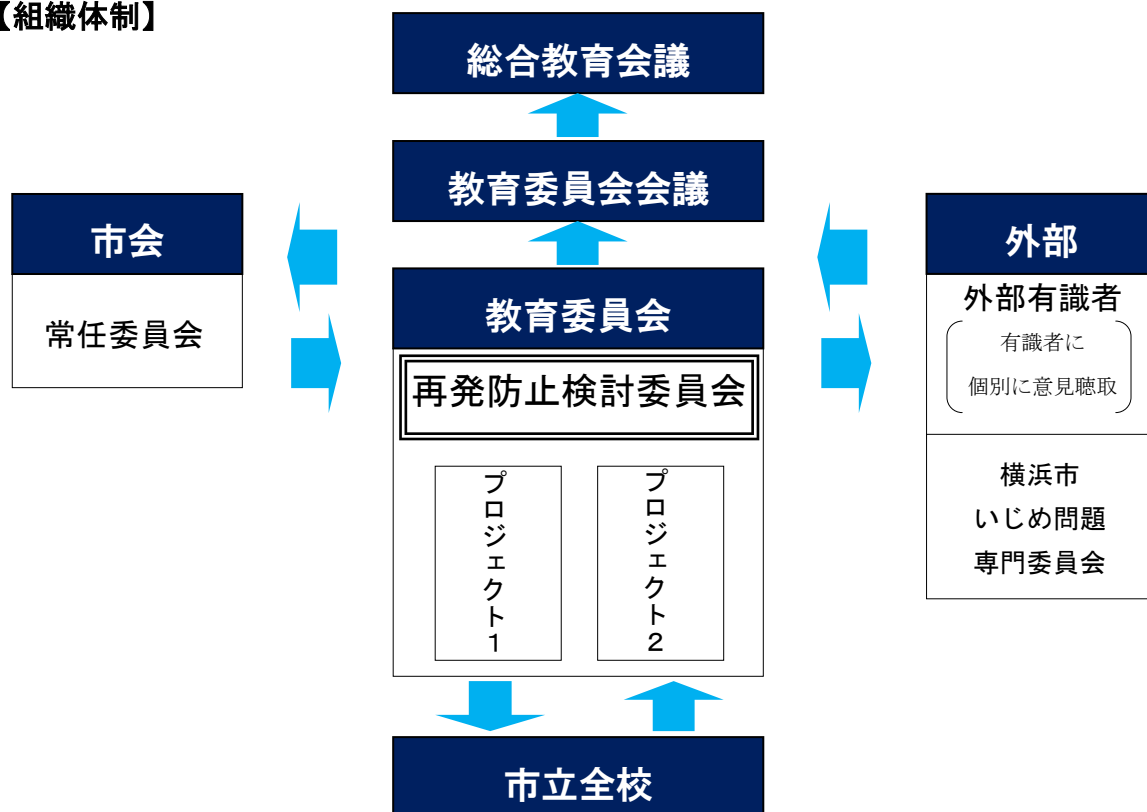 【組織体制】
総合教育会議
教育委員会会議
市会
常任委員会
教育委員会
再発防止検討委員会
プロジェクト1
プロジェクト2
外部
外部有識者
有識者に
個別に意見聴取
横浜市
いじめ問題
専門委員会
市立全校